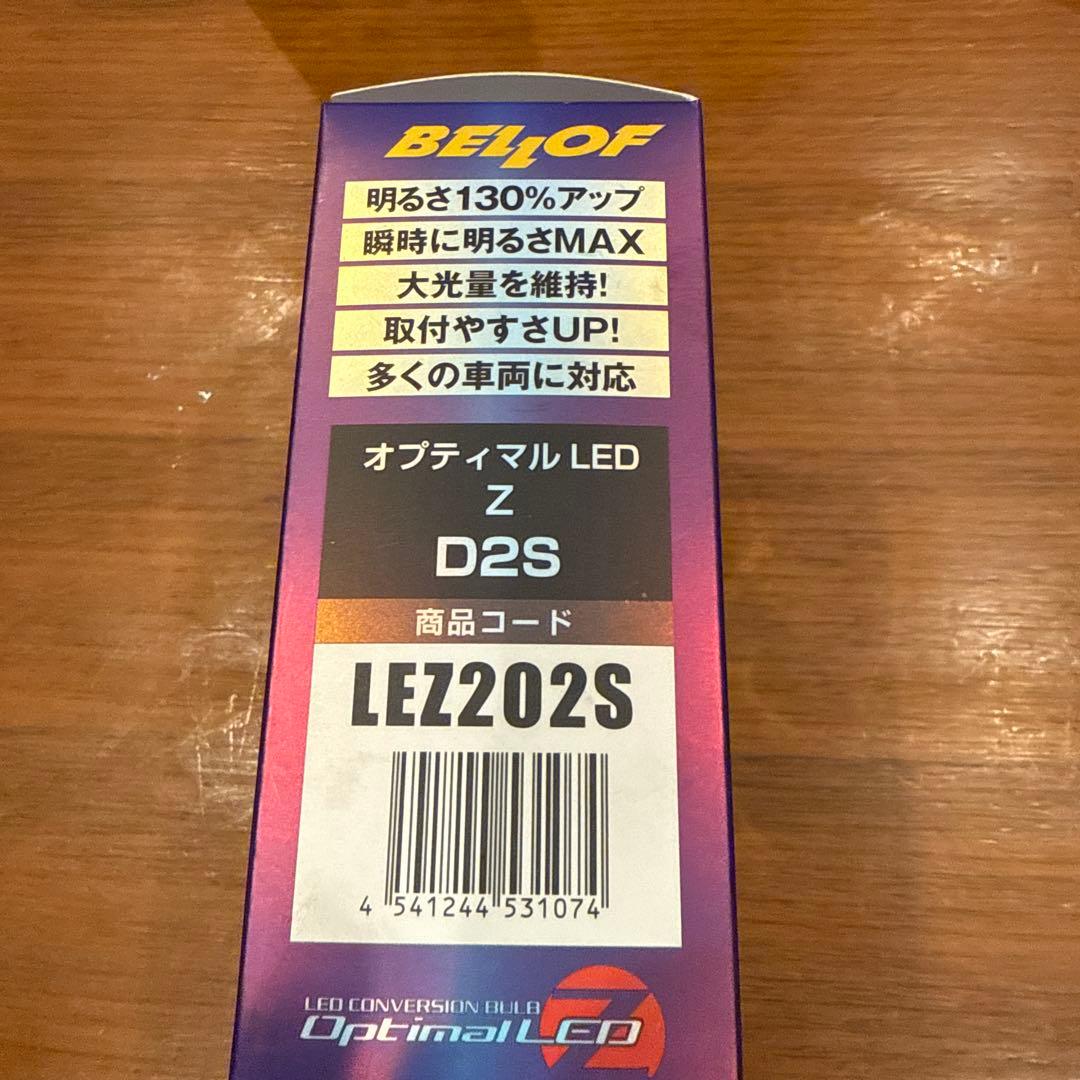 BELLOF
明るさ130%アップ
瞬時に明るさMAX
大光量を維持!
取付やすさUP!
多くの車両に対応
オプティマル LED
Z
D2S
商品コード
LEZ202S
4 541244 531074
LED CONVERSION BULB
Optimal LED Z